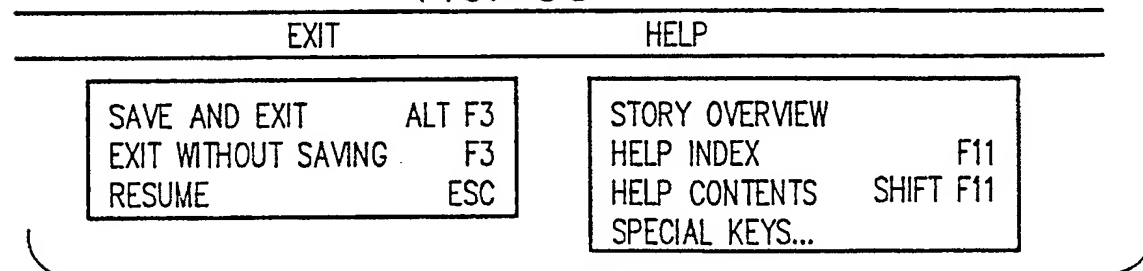 EXIT HELP
SAVE AND EXIT ALT F3
EXIT WITHOUT SAVING F3
RESUME ESC
STORY OVERVIEW
HELP INDEX F11
HELP CONTENTS SHIFT F11
SPECIAL KEYS...